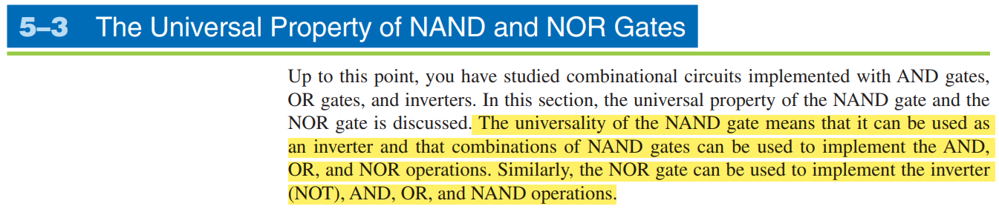 5–3 The Universal Property of NAND and NOR Gates
Up to this point, you have studied combinational circuits implemented with AND gates,
OR gates, and inverters. In this section, the universal property of the NAND gate and the
NOR gate is discussed. The universality of the NAND gate means that it can be used as
an inverter and that combinations of NAND gates can be used to implement the AND,
OR, and NOR operations. Similarly, the NOR gate can be used to implement the inverter
(NOT), AND, OR, and NAND operations.